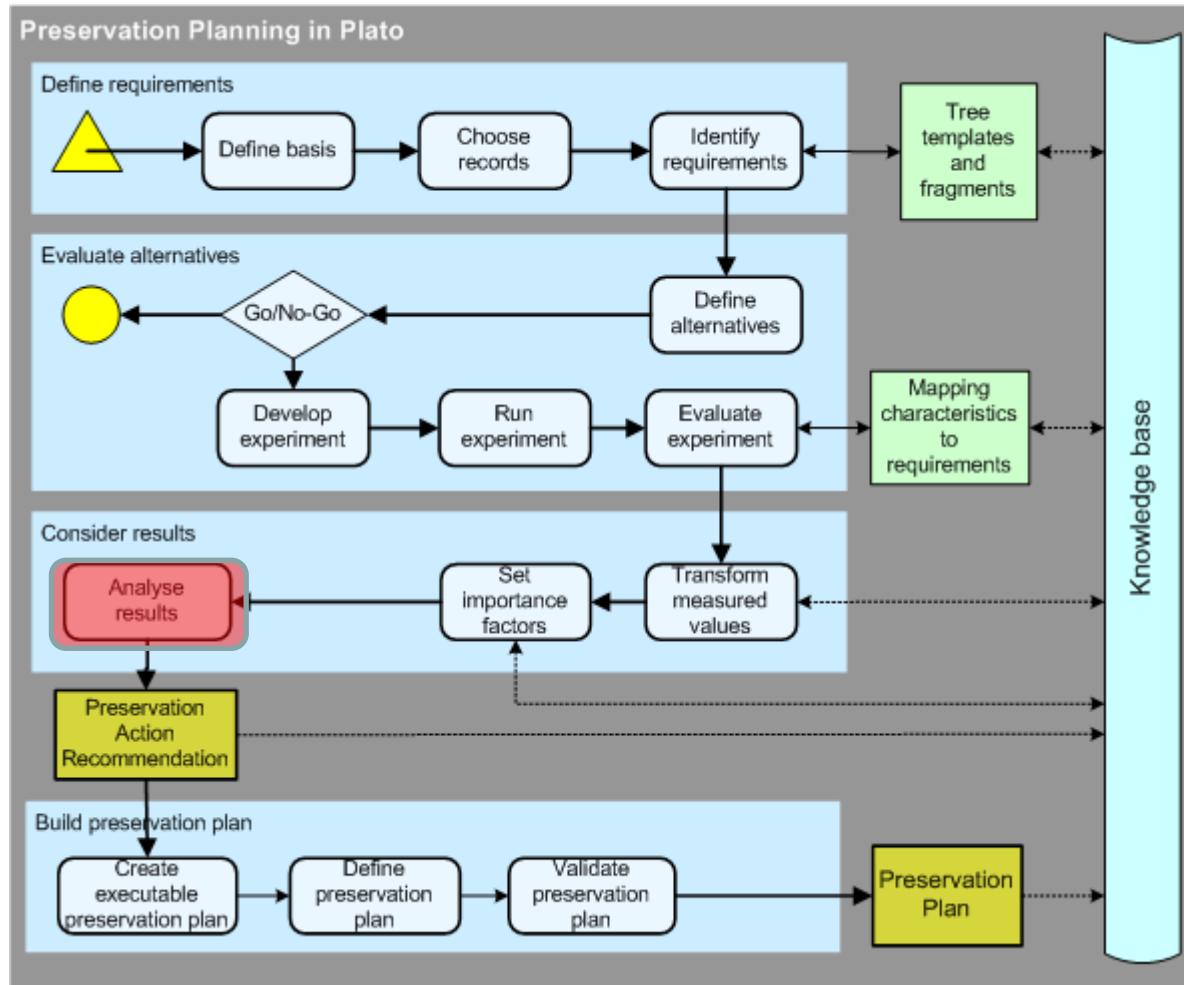 Preservation Planning in Plato
Define requirements
Define basis
Choose
records
Identify
requirements
Tree
templates
and
fragments
Evaluate alternatives
Go/No-Go
Define
alternatives
Develop
experiment
Run
experiment
Evaluate
experiment
Mapping
characteristics
to
requirements
Knowledge base
Consider results
Analyse
results
Set
importance
factors
Transform
measured
values
Preservation
Action
Recommendation
Build preservation plan
Create
executable
preservation plan
Define
preservation
plan
Validate
preservation
plan
Preservation
Plan